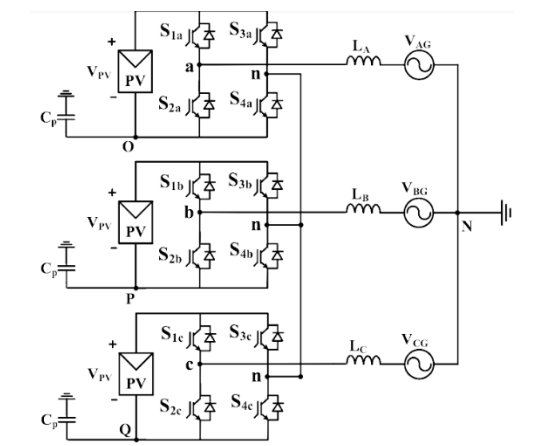 + S1a S3a LA VAG
VPV PV a n
− S2a S4a
Cp
O
+ S1b S3b LB VBG
VPV PV b n N
− S2b S4b
Cp
P
+ S1c S3c LC VCG
VPV PV c n
− S2c S4c
Cp
Q